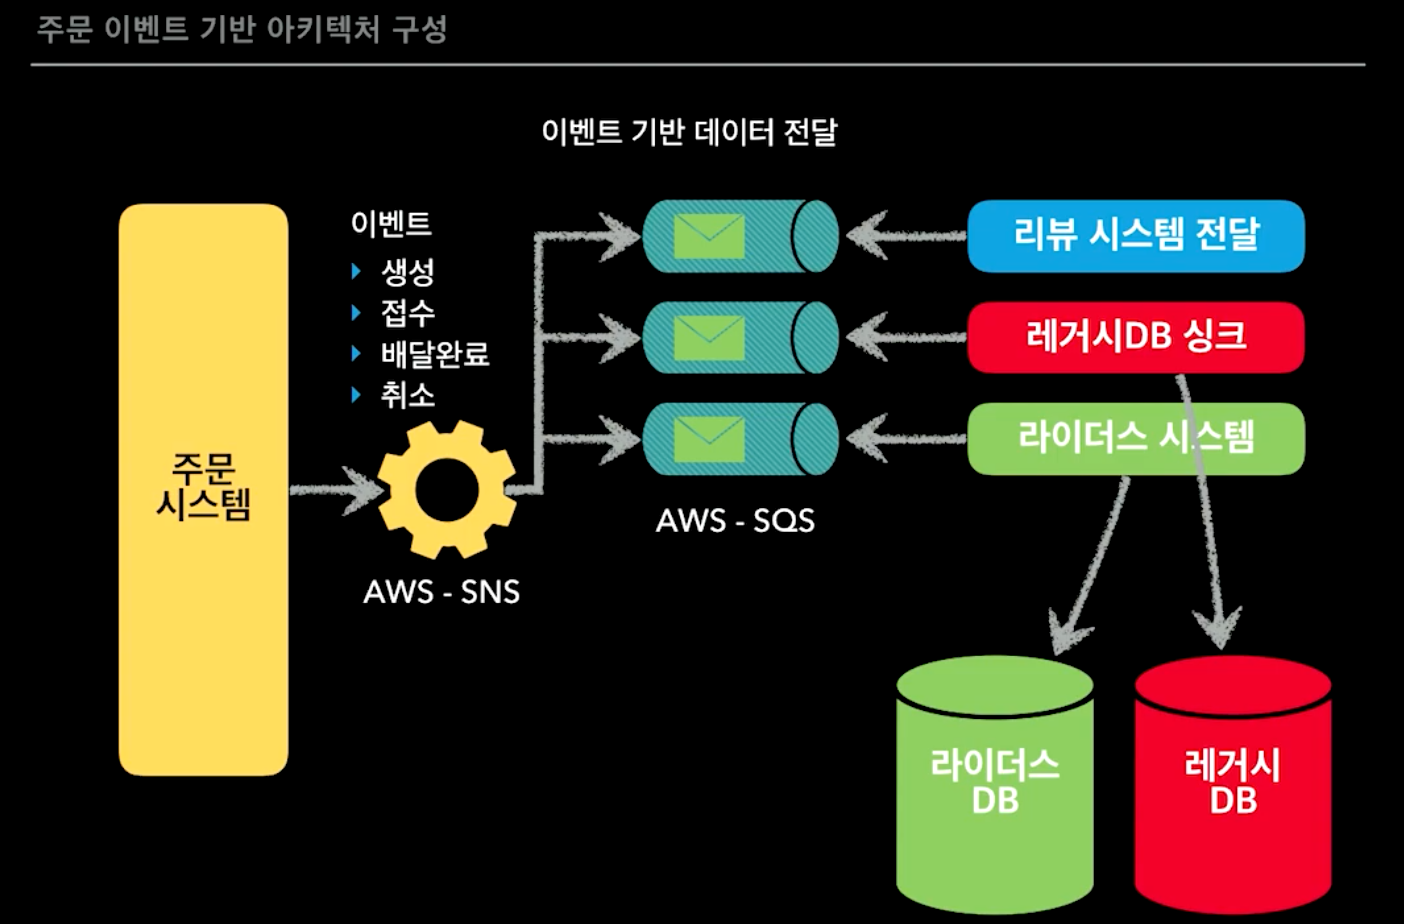 주문 이벤트 기반 아키텍처 구성
이벤트 기반 데이터 전달
이벤트
생성
접수
배달완료
취소
주문
시스템
AWS - SNS
AWS - SQS
리뷰 시스템 전달
레거시DB 싱크
라이더스 시스템
라이더스
DB
레거시
DB